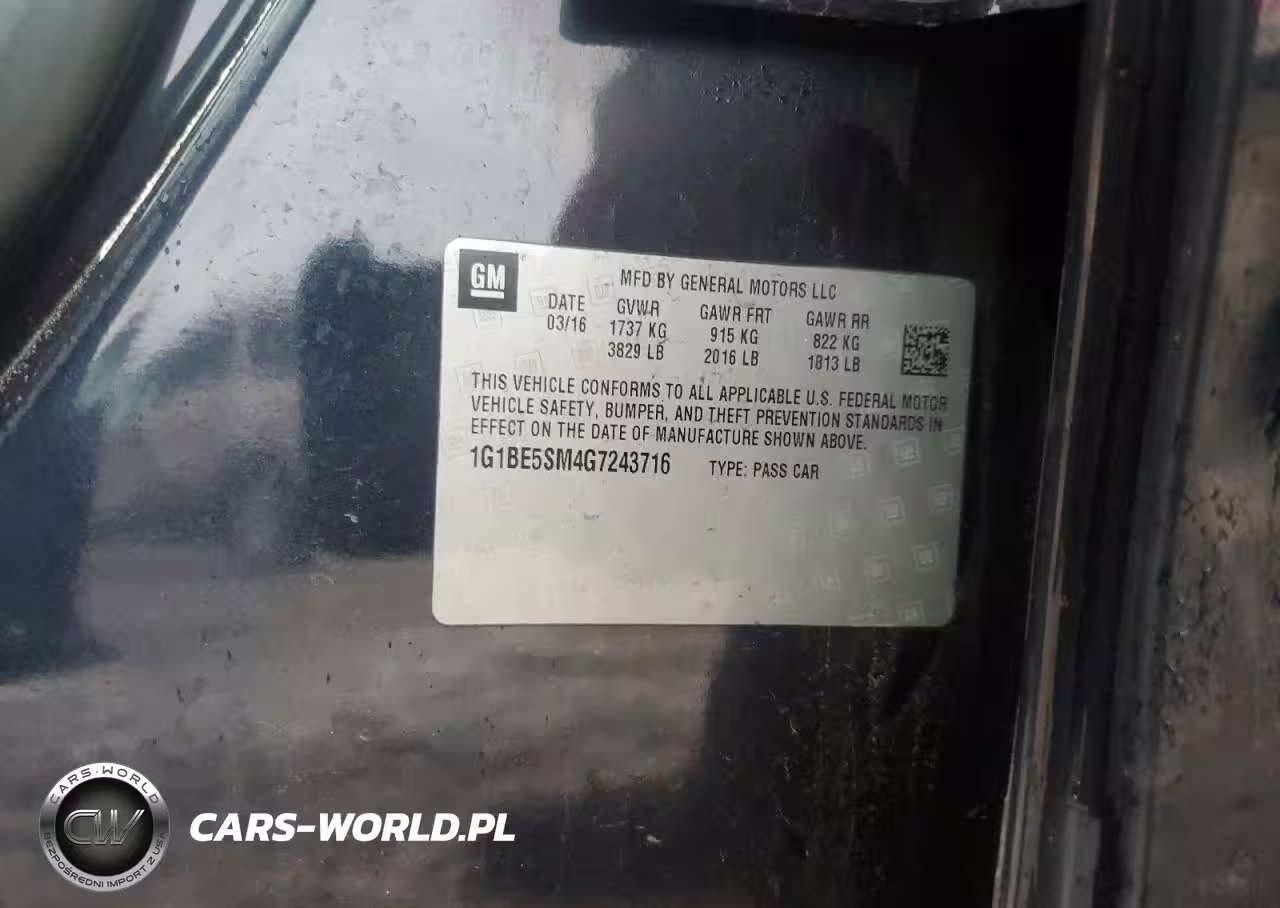 GM
MFD BY GENERAL MOTORS LLC
DATE GVWR GAWR FRT GAWR RR
03/16 1737 KG 915 KG 822 KG
3829 LB 2016 LB 1813 LB
THIS VEHICLE CONFORMS TO ALL APPLICABLE U.S. FEDERAL MOTOR
VEHICLE SAFETY, BUMPER, AND THEFT PREVENTION STANDARDS IN
EFFECT ON THE DATE OF MANUFACTURE SHOWN ABOVE.
1G1BE5SM4G7243716 TYPE: PASS CAR
CARS-WORLD
CW
BEZPOŚREDNI IMPORT Z USA
CARS-WORLD.PL